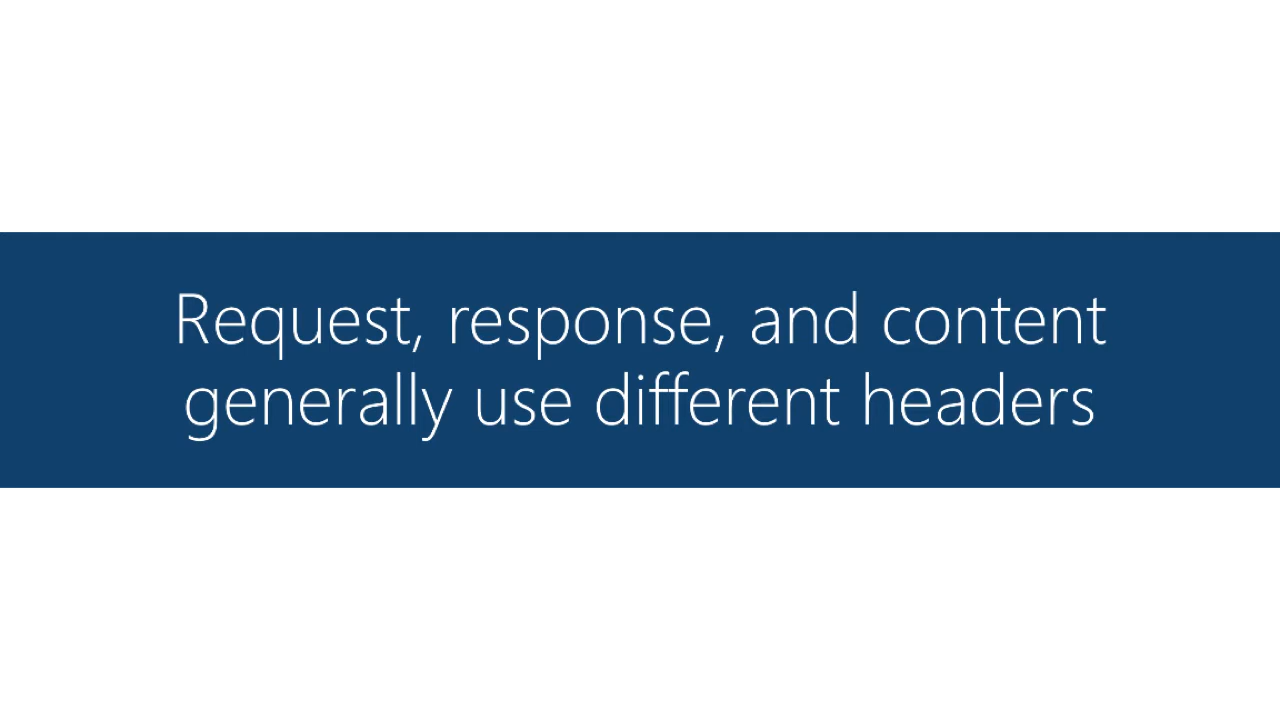 Request, response, and content
generally use different headers